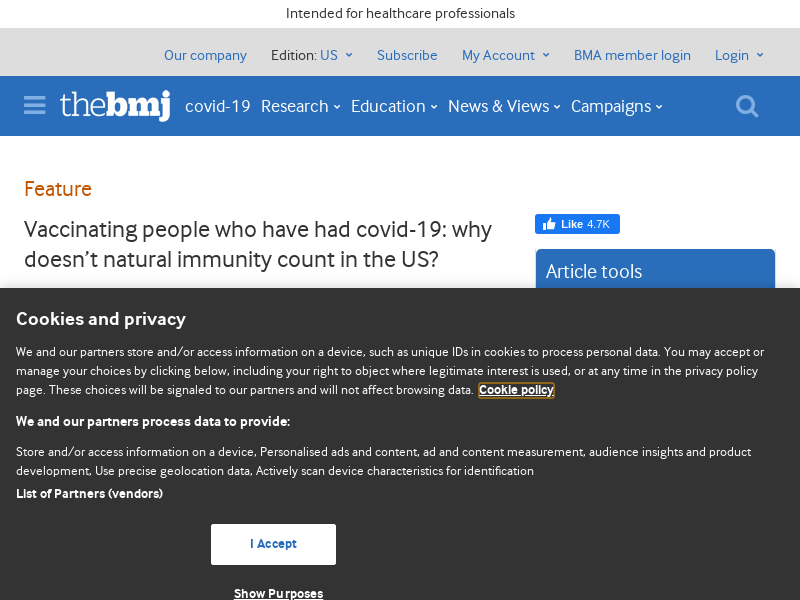 Intended for healthcare professionals
Our company Edition: US Subscribe My Account BMA member login Login
thebmj covid-19 Research Education News & Views Campaigns
Feature
Vaccinating people who have had covid-19: why
doesn’t natural immunity count in the US?
Like 4.7K
Article tools
Cookies and privacy
We and our partners store and/or access information on a device, such as unique IDs in cookies to process personal data. You may accept or
manage your choices by clicking below, including your right to object where legitimate interest is used, or at any time in the privacy policy
page. These choices will be signaled to our partners and will not affect browsing data. Cookie policy
We and our partners process data to provide:
Store and/or access information on a device, Personalised ads and content, ad and content measurement, audience insights and product
development, Use precise geolocation data, Actively scan device characteristics for identification
List of Partners (vendors)
I Accept
Show Purposes